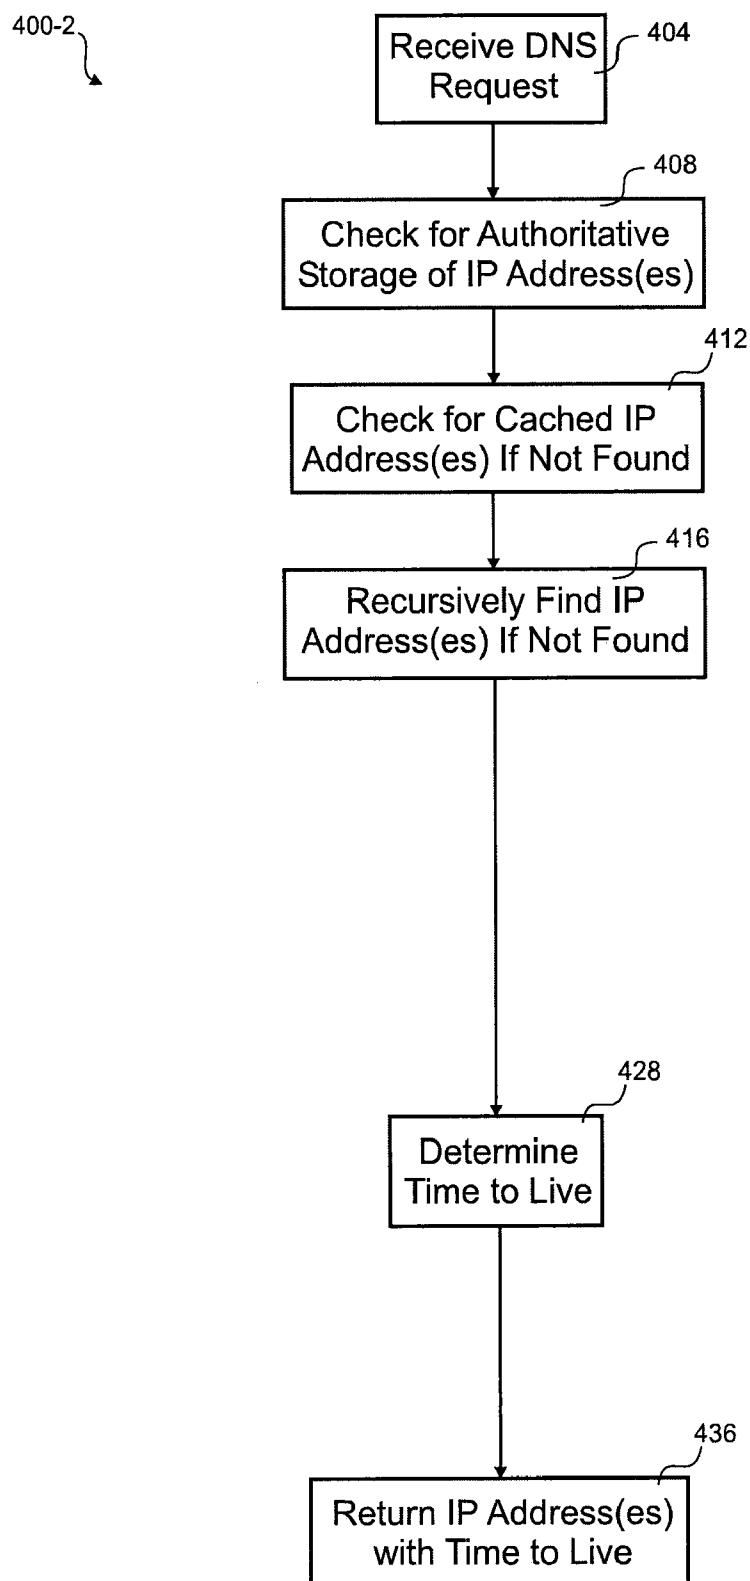 400-2
Receive DNS
Request
404
408
Check for Authoritative
Storage of IP Address(es)
412
Check for Cached IP
Address(es) If Not Found
416
Recursively Find IP
Address(es) If Not Found
428
Determine
Time to Live
436
Return IP Address(es)
with Time to Live